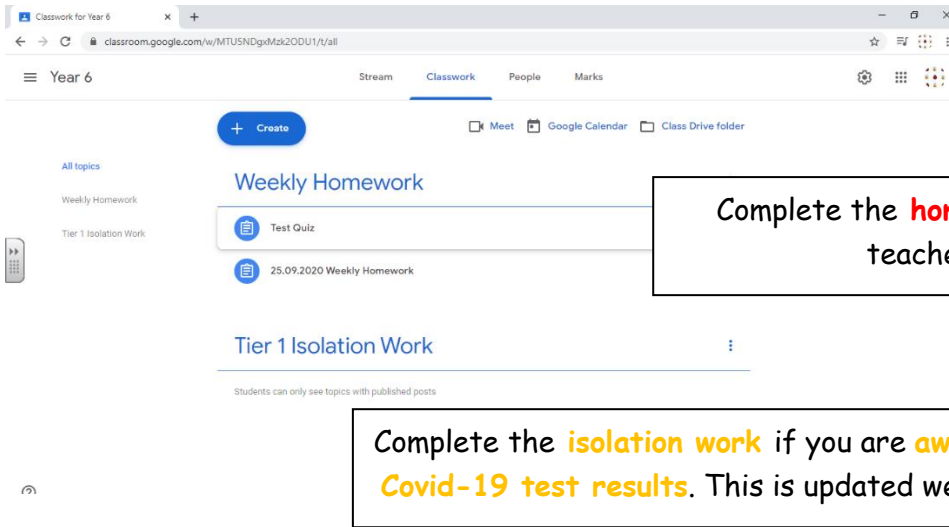 Classwork for Year 6
classroom.google.com/w/MTU5NDgxMzk2ODU1/t/all
Year 6
Stream Classwork People Marks
+ Create
Meet Google Calendar Class Drive folder
All topics
Weekly Homework
Tier 1 Isolation Work
Weekly Homework
Test Quiz
25.09.2020 Weekly Homework
Complete the
Tier 1 Isolation Work
Students can only see topics with published posts
Complete the isolation work if you are
Covid-19 test results. This is updated